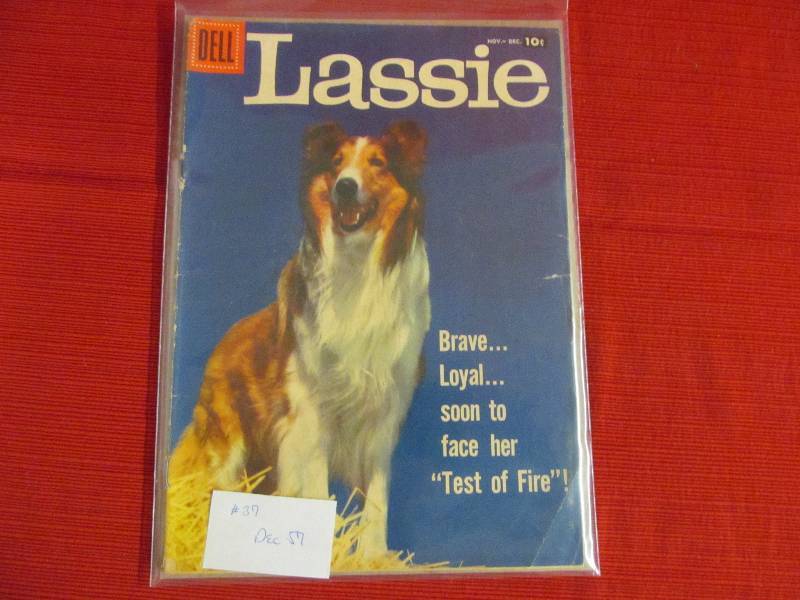 DELL
NOV.-DEC. 10¢
Lassie
Brave...
Loyal...
soon to
face her
“Test of Fire”!
#37
Dec 57